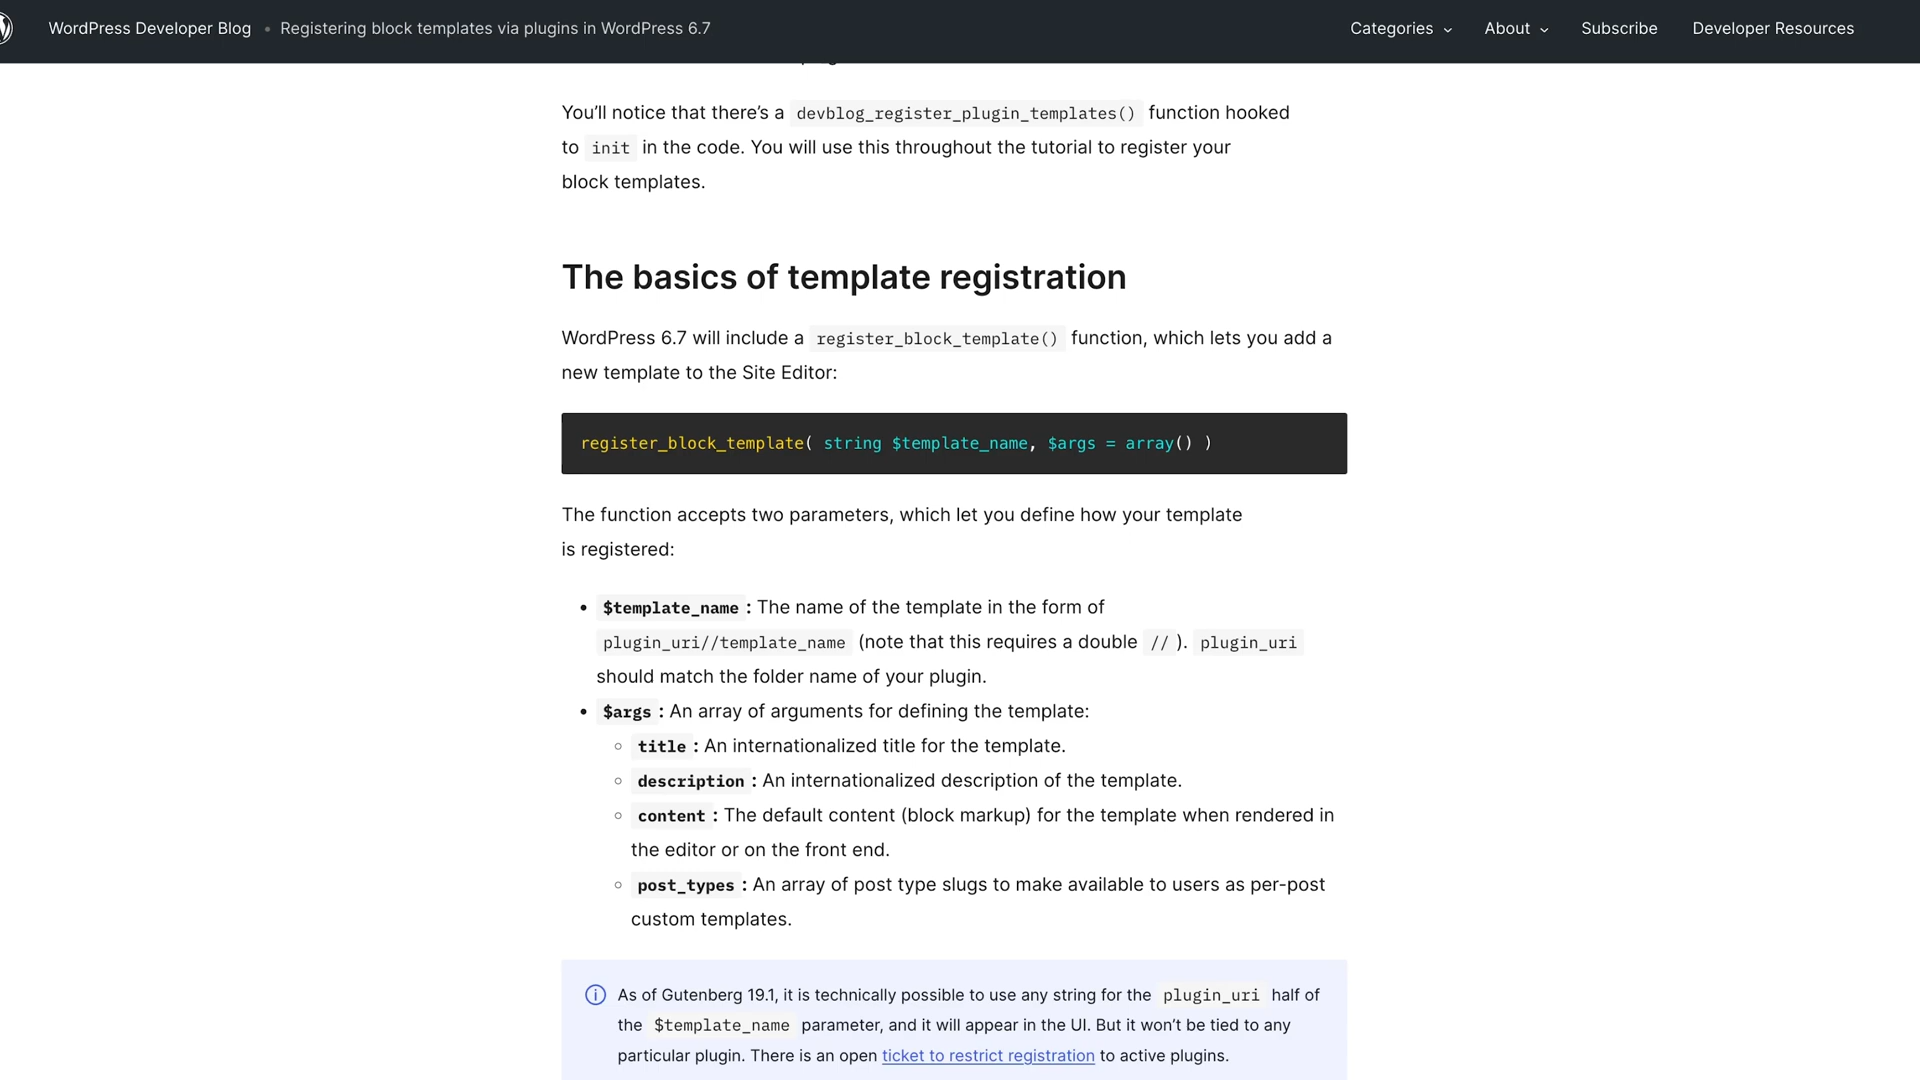 WordPress Developer Blog • Registering block templates via plugins in WordPress 6.7 Categories About Subscribe Developer Resources
You’ll notice that there’s a devblog_register_plugin_templates() function hooked
to init in the code. You will use this throughout the tutorial to register your
block templates.
The basics of template registration
WordPress 6.7 will include a register_block_template() function, which lets you add a
new template to the Site Editor:
register_block_template( string $template_name, $args = array() )
The function accepts two parameters, which let you define how your template
is registered:
• $template_name : The name of the template in the form of
plugin_uri//template_name (note that this requires a double // ). plugin_uri
should match the folder name of your plugin.
• $args : An array of arguments for defining the template:
◦ title : An internationalized title for the template.
◦ description : An internationalized description of the template.
◦ content : The default content (block markup) for the template when rendered in
the editor or on the front end.
◦ post_types : An array of post type slugs to make available to users as per-post
custom templates.
As of Gutenberg 19.1, it is technically possible to use any string for the plugin_uri half of
the $template_name parameter, and it will appear in the UI. But it won’t be tied to any
particular plugin. There is an open ticket to restrict registration to active plugins.